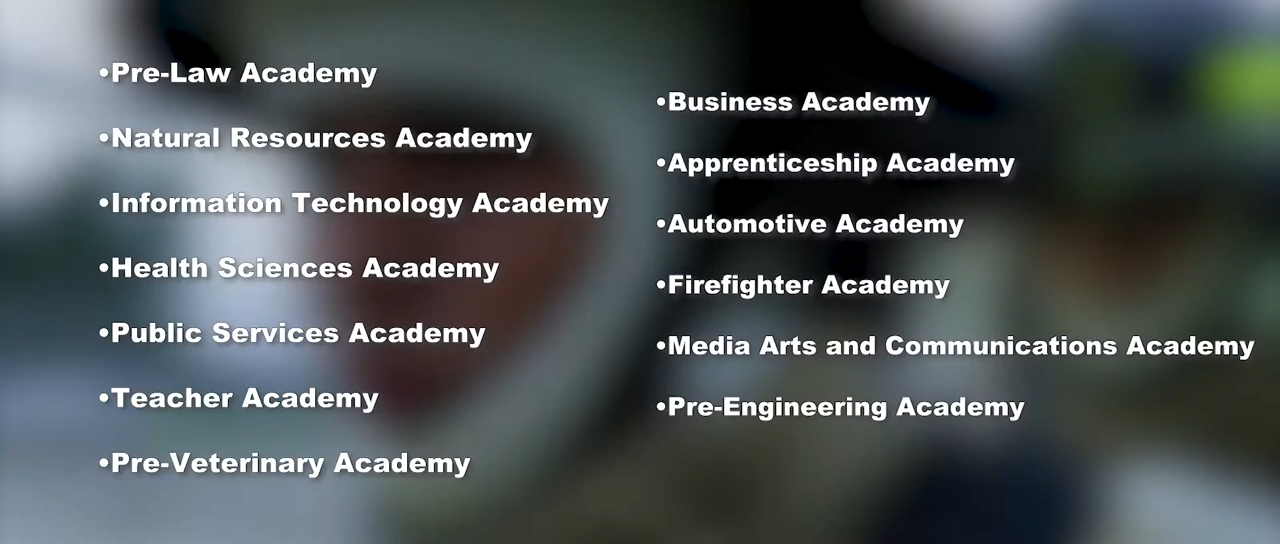 •Pre-Law Academy
•Natural Resources Academy
•Information Technology Academy
•Health Sciences Academy
•Public Services Academy
•Teacher Academy
•Pre-Veterinary Academy
•Business Academy
•Apprenticeship Academy
•Automotive Academy
•Firefighter Academy
•Media Arts and Communications Academy
•Pre-Engineering Academy